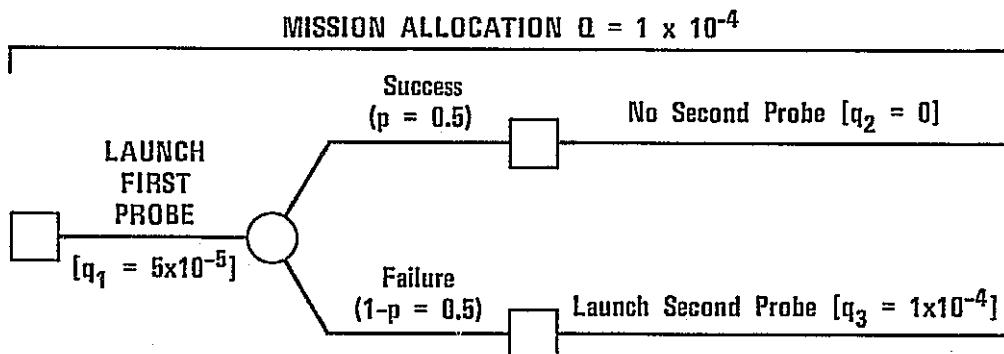 MISSION ALLOCATION Q = 1 x 10⁻⁴
Success
(p = 0.5)
No Second Probe [q₂ = 0]
LAUNCH
FIRST
PROBE
[q₁ = 5x10⁻⁵]
Failure
(1-p = 0.5)
Launch Second Probe [q₃ = 1x10⁻⁴]